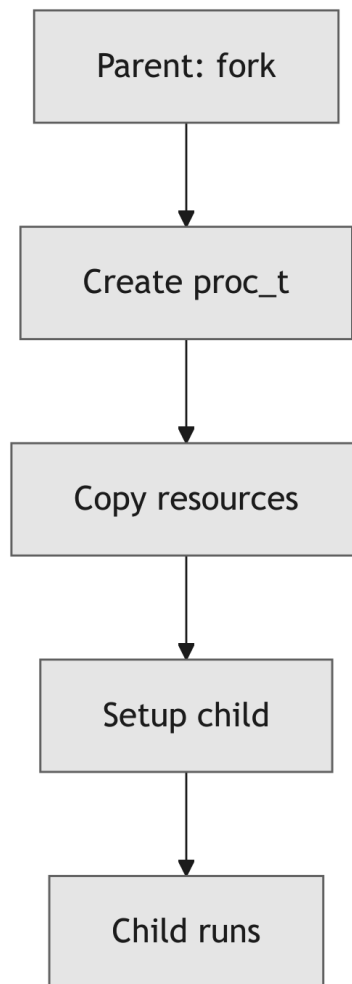 Parent: fork
Create proc_t
Copy resources
Setup child
Child runs